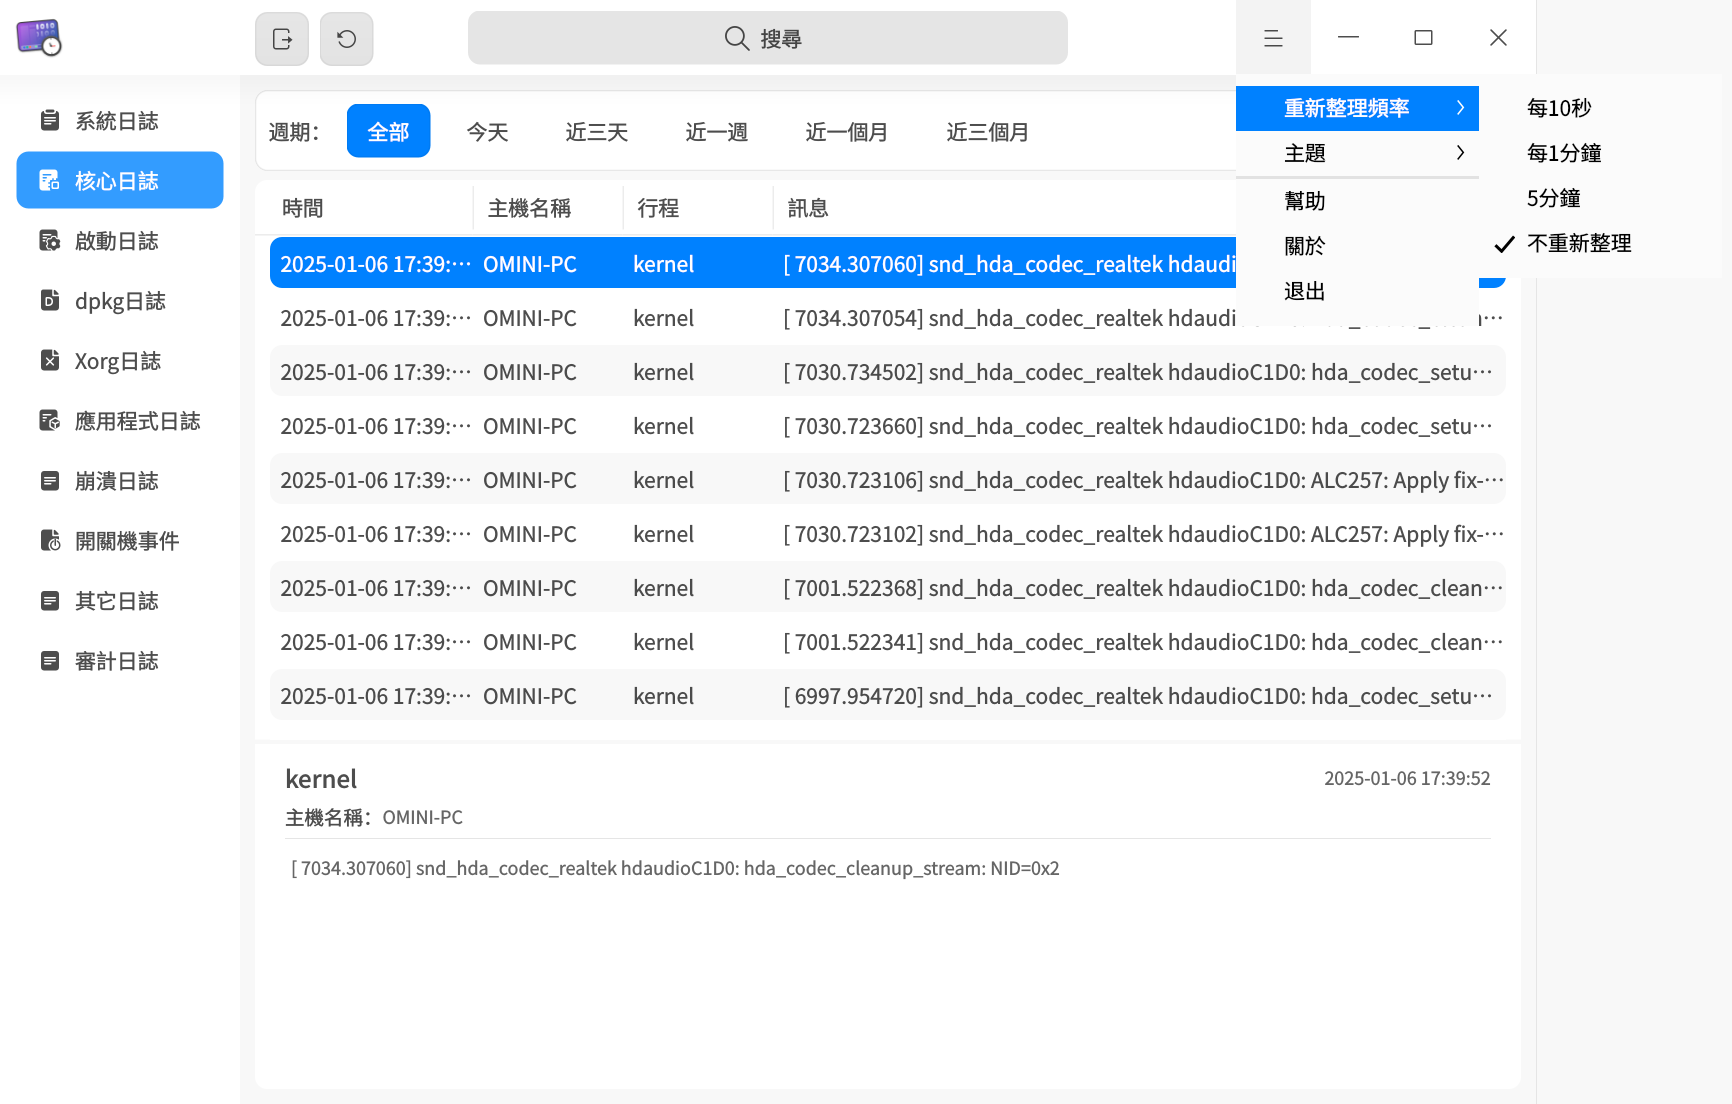 搜尋
系統日誌
核心日誌
啟動日誌
dpkg日誌
Xorg日誌
應用程式日誌
崩潰日誌
開關機事件
其它日誌
審計日誌
週期： 全部 今天 近三天 近一週 近一個月 近三個月
時間 主機名稱 行程 訊息
2025-01-06 17:39:… OMINI-PC kernel [ 7034.307060] snd_hda_codec_realtek hdaudi
2025-01-06 17:39:… OMINI-PC kernel [ 7034.307054] snd_hda_codec_realtek hdaudi
2025-01-06 17:39:… OMINI-PC kernel [ 7030.734502] snd_hda_codec_realtek hdaudioC1D0: hda_codec_setu…
2025-01-06 17:39:… OMINI-PC kernel [ 7030.723660] snd_hda_codec_realtek hdaudioC1D0: hda_codec_setu…
2025-01-06 17:39:… OMINI-PC kernel [ 7030.723106] snd_hda_codec_realtek hdaudioC1D0: ALC257: Apply fix-…
2025-01-06 17:39:… OMINI-PC kernel [ 7030.723102] snd_hda_codec_realtek hdaudioC1D0: ALC257: Apply fix-…
2025-01-06 17:39:… OMINI-PC kernel [ 7001.522368] snd_hda_codec_realtek hdaudioC1D0: hda_codec_clean…
2025-01-06 17:39:… OMINI-PC kernel [ 7001.522341] snd_hda_codec_realtek hdaudioC1D0: hda_codec_clean…
2025-01-06 17:39:… OMINI-PC kernel [ 6997.954720] snd_hda_codec_realtek hdaudioC1D0: hda_codec_setu…
kernel 2025-01-06 17:39:52
主機名稱： OMINI-PC
[ 7034.307060] snd_hda_codec_realtek hdaudioC1D0: hda_codec_cleanup_stream: NID=0x2
重新整理頻率
主題
幫助
關於
退出
每10秒
每1分鐘
5分鐘
不重新整理